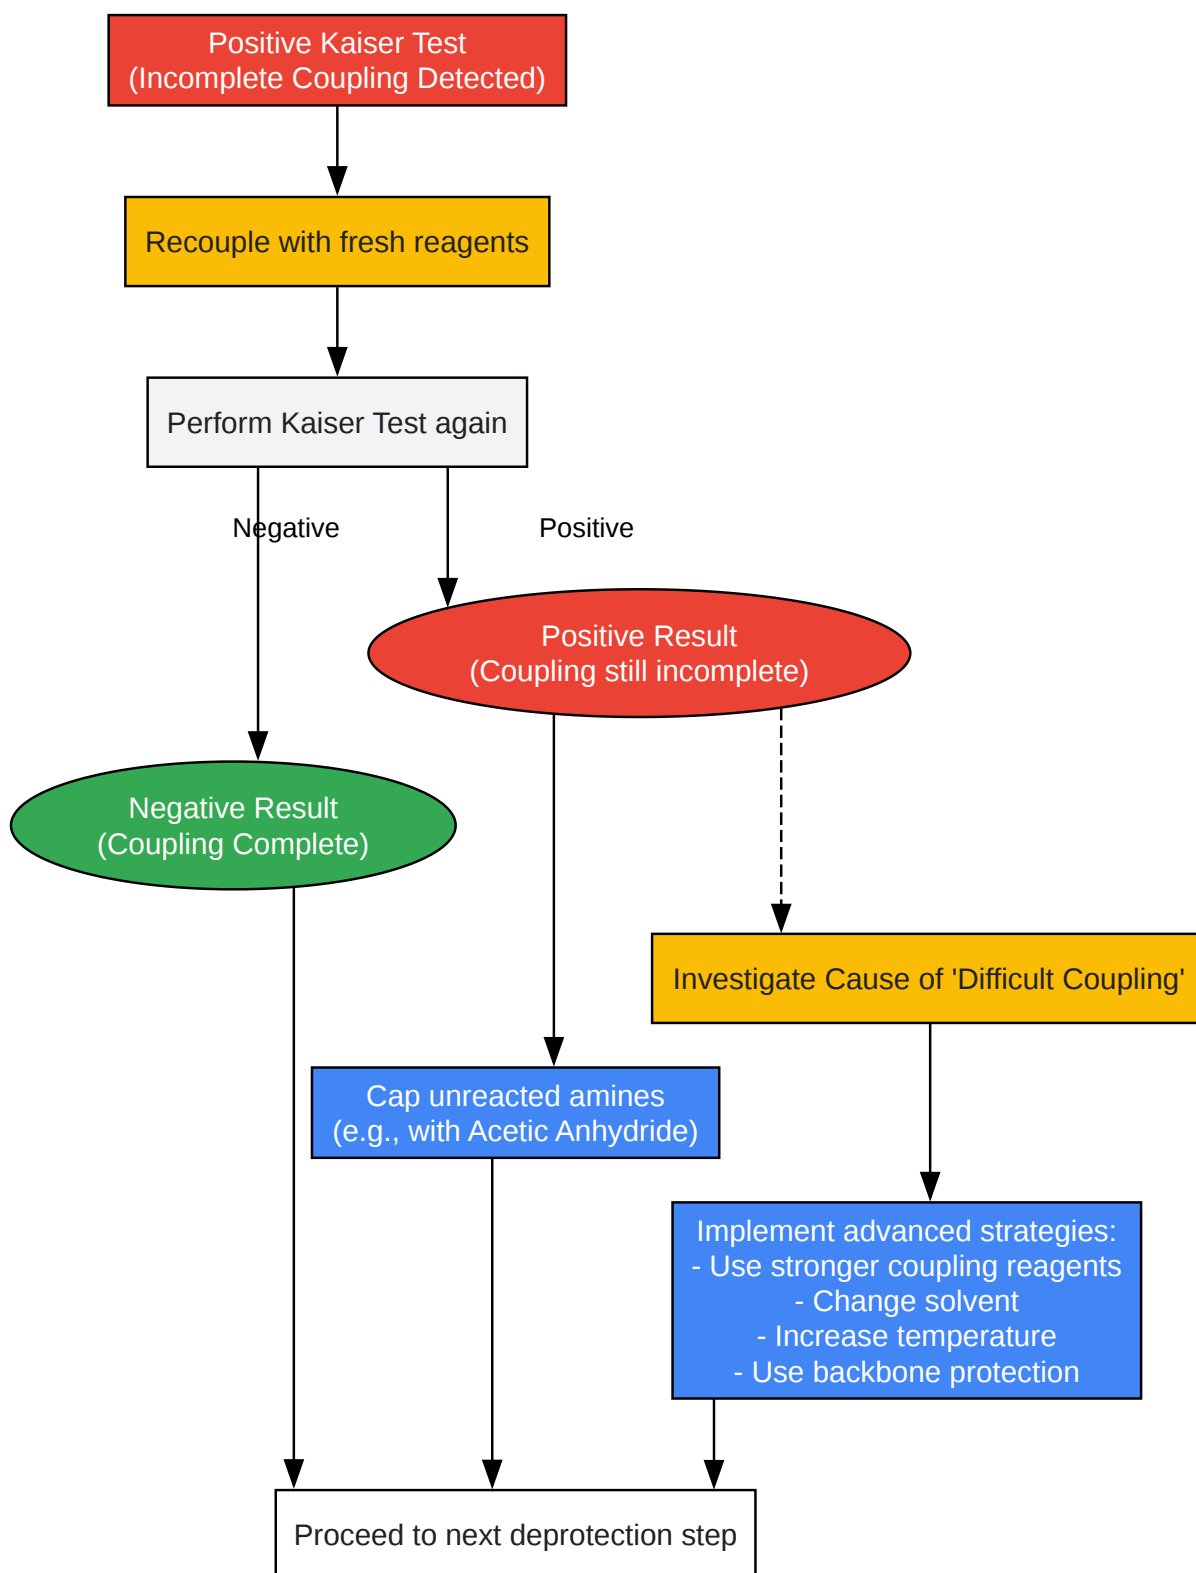 Positive Kaiser Test
(Incomplete Coupling Detected)
Recouple with fresh reagents
Perform Kaiser Test again
Negative
Positive
Positive Result
(Coupling still incomplete)
Negative Result
(Coupling Complete)
Investigate Cause of 'Difficult Coupling'
Cap unreacted amines
(e.g., with Acetic Anhydride)
Implement advanced strategies:
- Use stronger coupling reagents
- Change solvent
- Increase temperature
- Use backbone protection
Proceed to next deprotection step